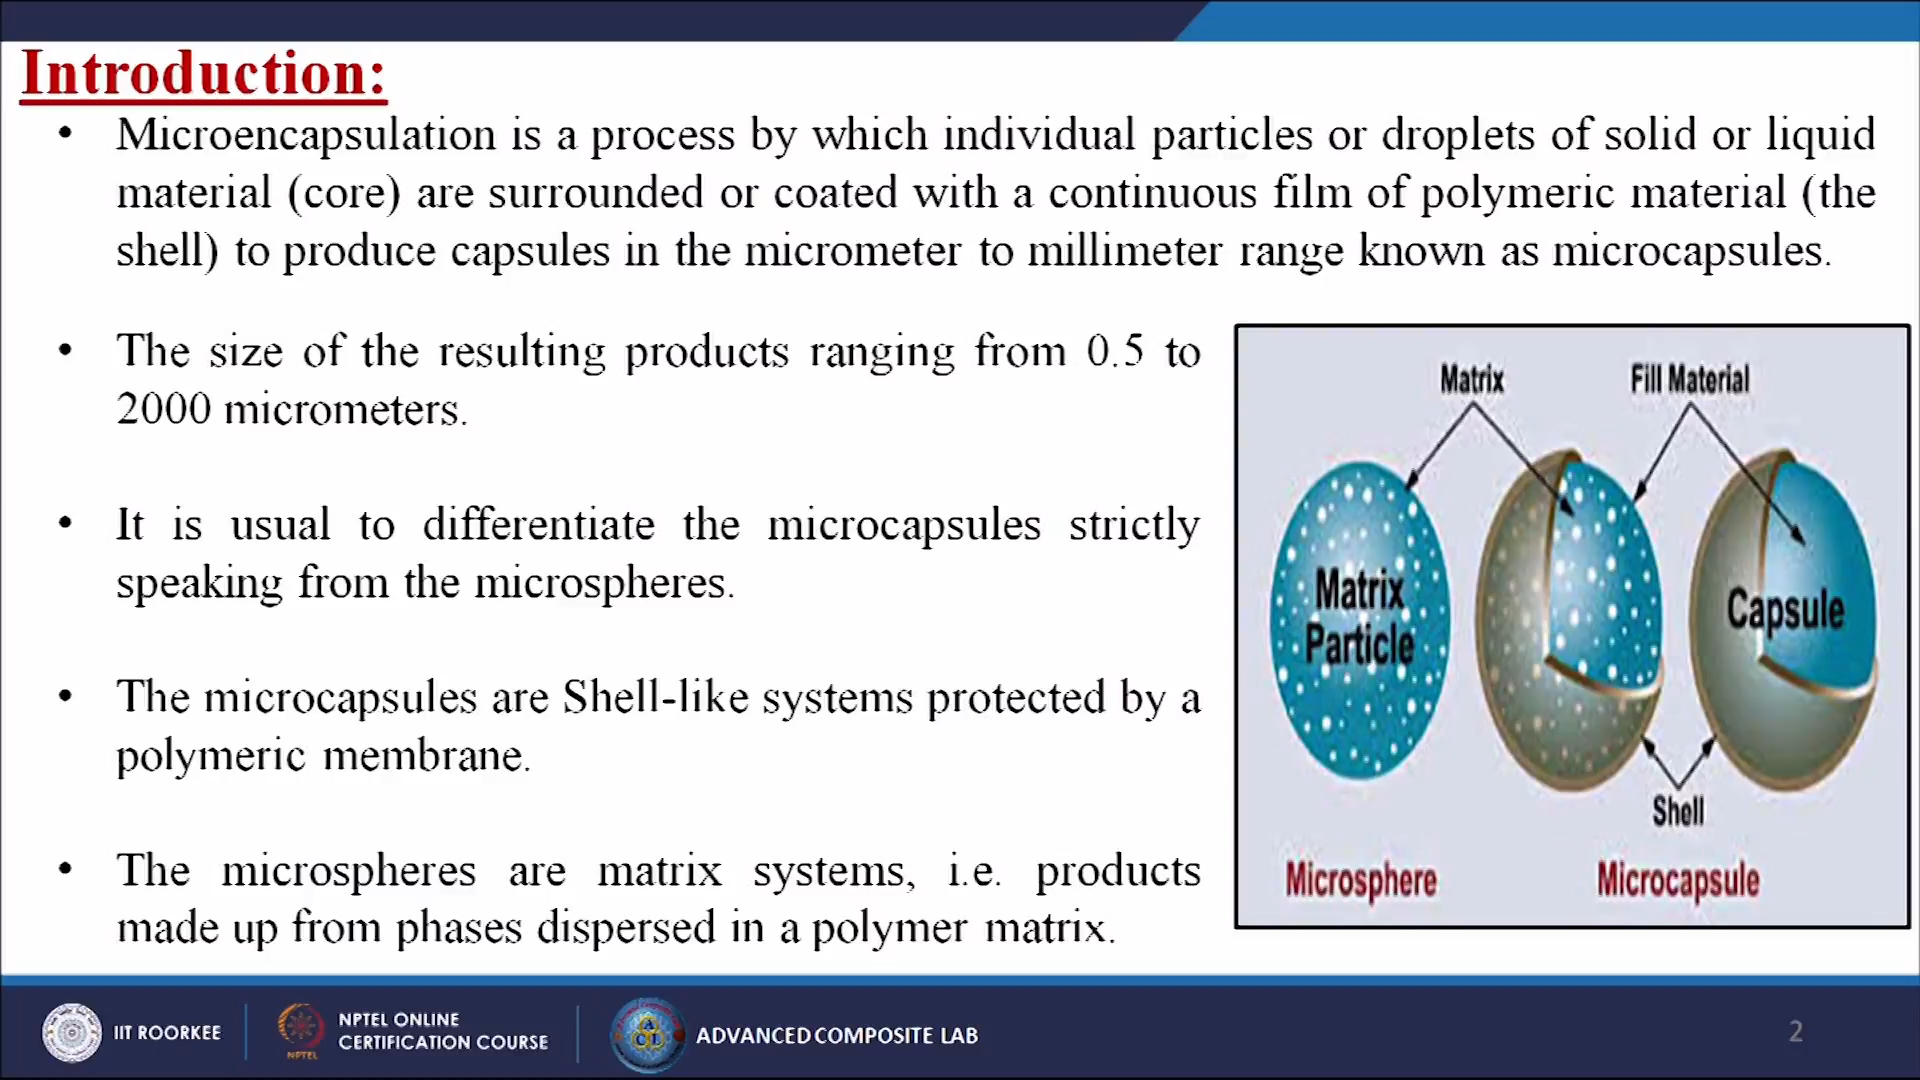 Introduction:
• Microencapsulation is a process by which individual particles or droplets of solid or liquid
material (core) are surrounded or coated with a continuous film of polymeric material (the
shell) to produce capsules in the micrometer to millimeter range known as microcapsules.
• The size of the resulting products ranging from 0.5 to
2000 micrometers.
• It is usual to differentiate the microcapsules strictly
speaking from the microspheres.
• The microcapsules are Shell-like systems protected by a
polymeric membrane.
• The microspheres are matrix systems, i.e. products
made up from phases dispersed in a polymer matrix.
Matrix
Fill Material
Matrix
Particle
Capsule
Shell
Microsphere
Microcapsule
IIT ROORKEE
NPTEL
NPTEL ONLINE
CERTIFICATION COURSE
ADVANCED COMPOSITE LAB
2